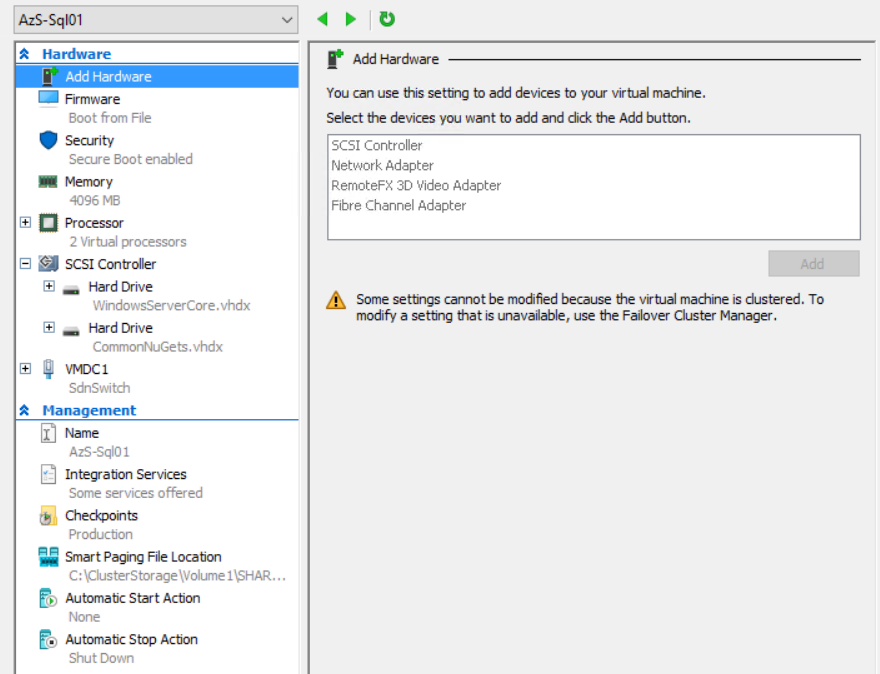 AzS-Sql01
Hardware
Add Hardware
Firmware
Boot from File
Security
Secure Boot enabled
Memory
4096 MB
Processor
2 Virtual processors
SCSI Controller
Hard Drive
WindowsServerCore.vhdx
Hard Drive
CommonNuGets.vhdx
VMDC1
SdnSwitch
Management
Name
AzS-Sql01
Integration Services
Some services offered
Checkpoints
Production
Smart Paging File Location
C:\ClusterStorage\Volume1\SHAR...
Automatic Start Action
None
Automatic Stop Action
Shut Down
Add Hardware
You can use this setting to add devices to your virtual machine.
Select the devices you want to add and click the Add button.
SCSI Controller
Network Adapter
RemoteFX 3D Video Adapter
Fibre Channel Adapter
Add
Some settings cannot be modified because the virtual machine is clustered. To
modify a setting that is unavailable, use the Failover Cluster Manager.